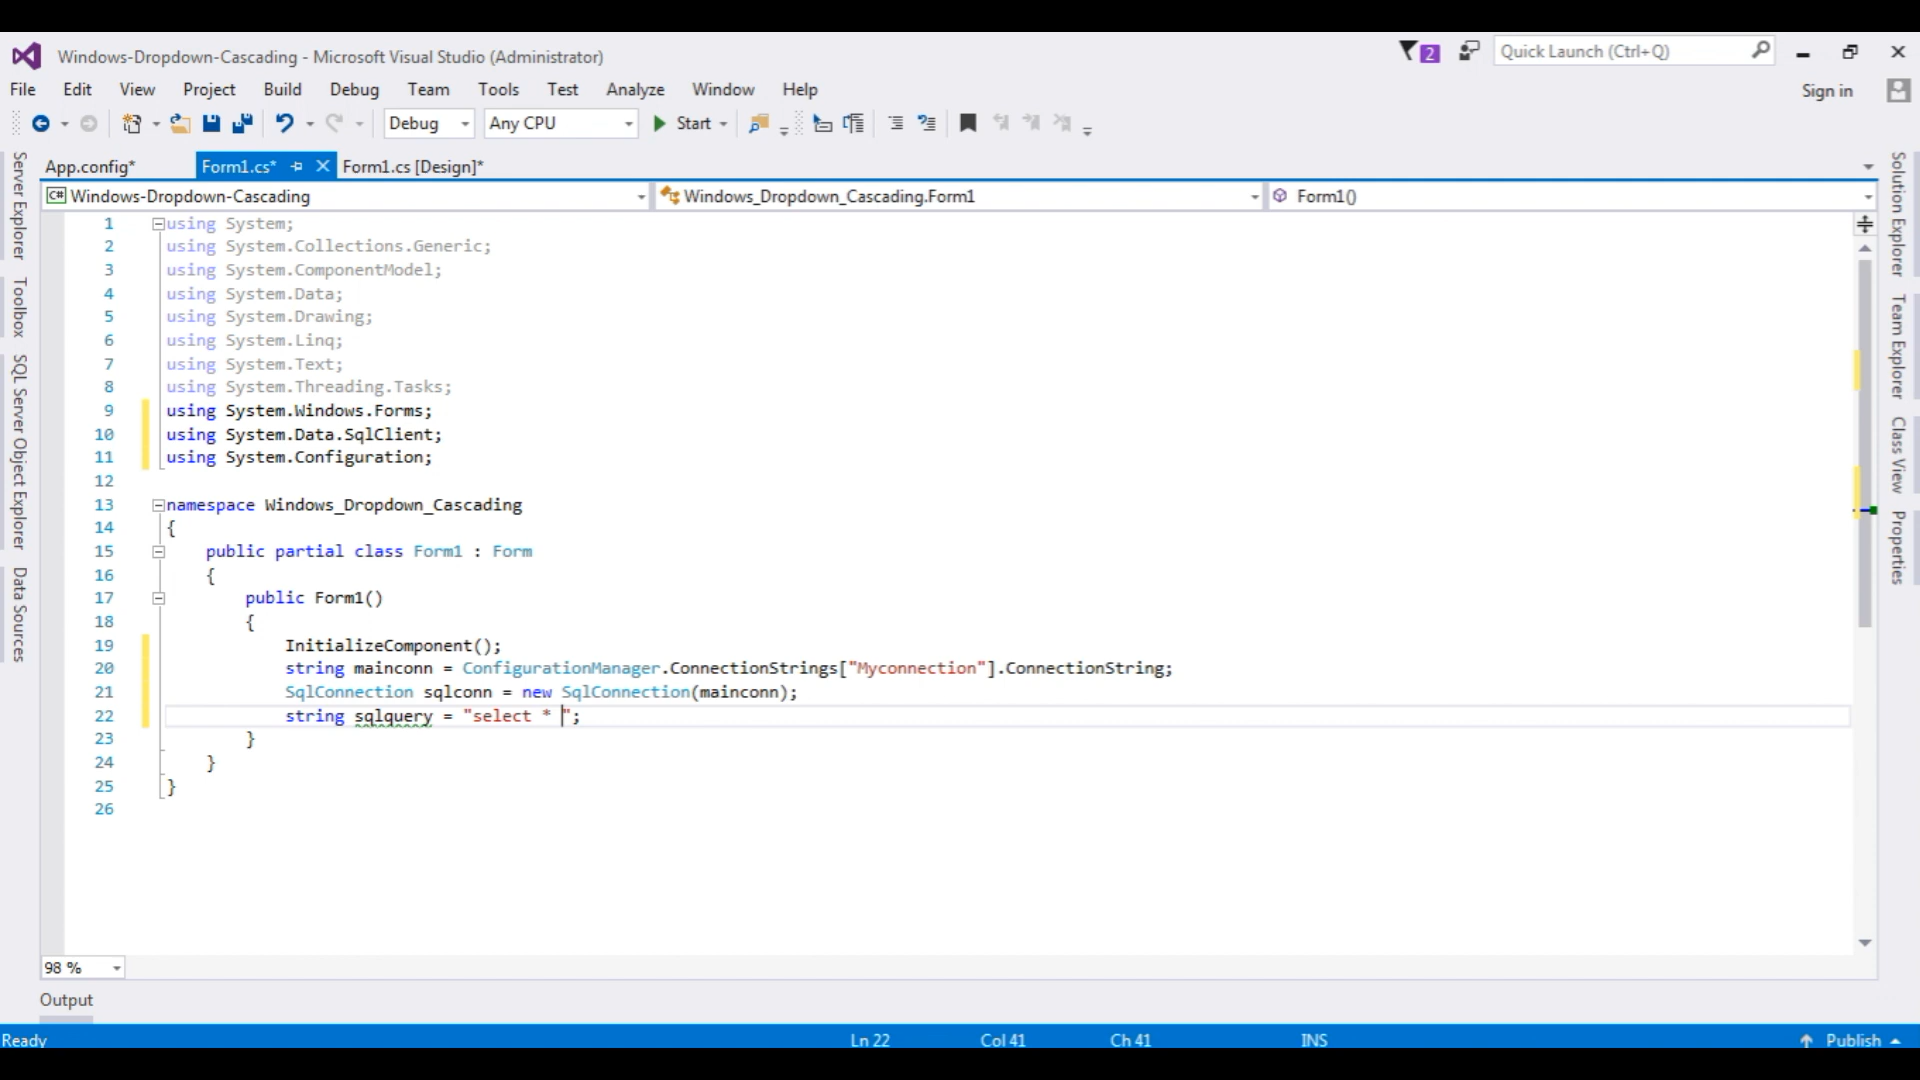 Windows-Dropdown-Cascading - Microsoft Visual Studio (Administrator)
2
Quick Launch (Ctrl+Q)
File Edit View Project Build Debug Team Tools Test Analyze Window Help
Sign in
Debug Any CPU Start
App.config* Form1.cs* Form1.cs [Design]*
C# Windows-Dropdown-Cascading Windows_Dropdown_Cascading.Form1 Form1()
1 using System;
2 using System.Collections.Generic;
3 using System.ComponentModel;
4 using System.Data;
5 using System.Drawing;
6 using System.Linq;
7 using System.Text;
8 using System.Threading.Tasks;
9 using System.Windows.Forms;
10 using System.Data.SqlClient;
11 using System.Configuration;
12
13 namespace Windows_Dropdown_Cascading
14 {
15 public partial class Form1 : Form
16 {
17 public Form1()
18 {
19 InitializeComponent();
20 string mainconn = ConfigurationManager.ConnectionStrings["Myconnection"].ConnectionString;
21 SqlConnection sqlconn = new SqlConnection(mainconn);
22 string sqlquery = "select * ";
23 }
24 }
25 }
26
98 %
Output
Ready Ln 22 Col 41 Ch 41 INS Publish
Server Explorer
Toolbox
SQL Server Object Explorer
Data Sources
Solution Explorer
Team Explorer
Class View
Properties